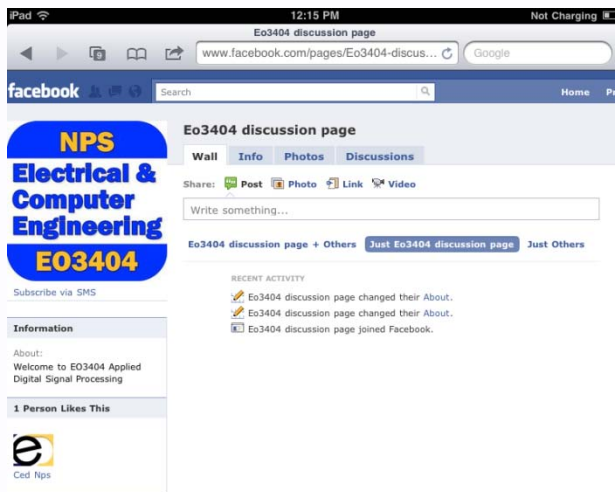 iPad
12:15 PM
Not Charging
Eo3404 discussion page
www.facebook.com/pages/Eo3404-discus...
Google
facebook
Search
Home
NPS
Electrical &
Computer
Engineering
EO3404
Subscribe via SMS
Information
About:
Welcome to EO3404 Applied
Digital Signal Processing
1 Person Likes This
Ced Nps
Eo3404 discussion page
Wall Info Photos Discussions
Share: Post Photo Link Video
Write something...
Eo3404 discussion page + Others Just Eo3404 discussion page Just Others
RECENT ACTIVITY
Eo3404 discussion page changed their About.
Eo3404 discussion page changed their About.
Eo3404 discussion page joined Facebook.